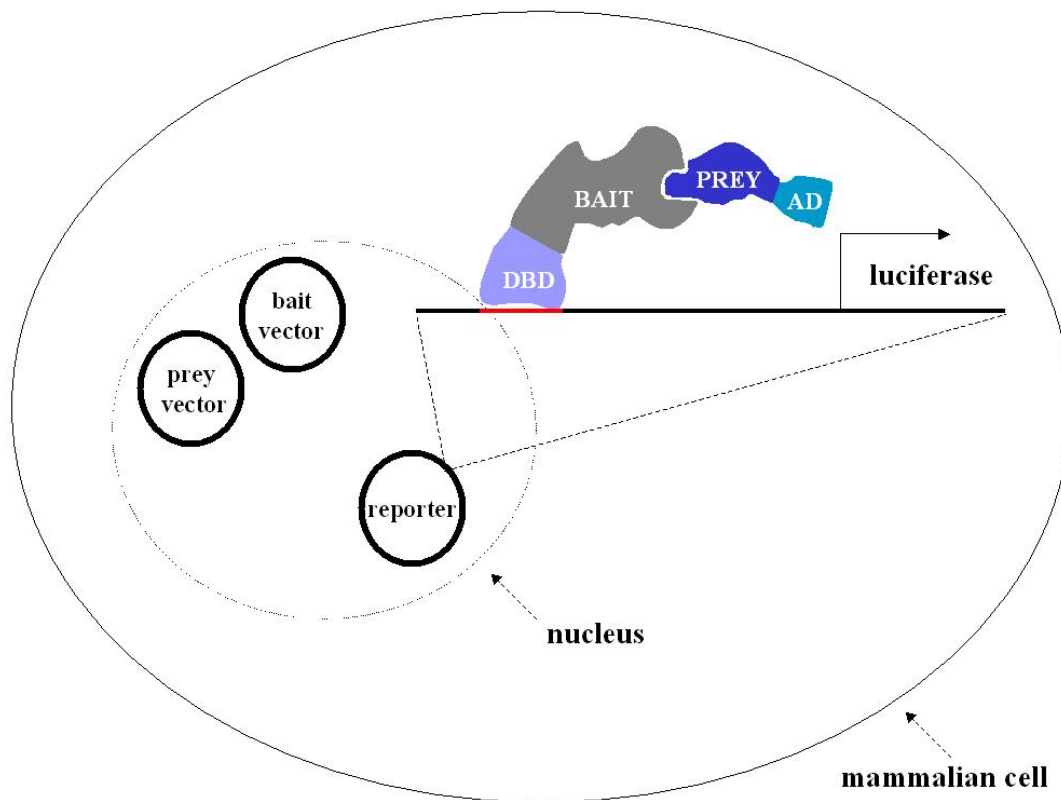 PREY
BAIT
AD
DBD
luciferase
bait
vector
prey
vector
reporter
nucleus
mammalian cell